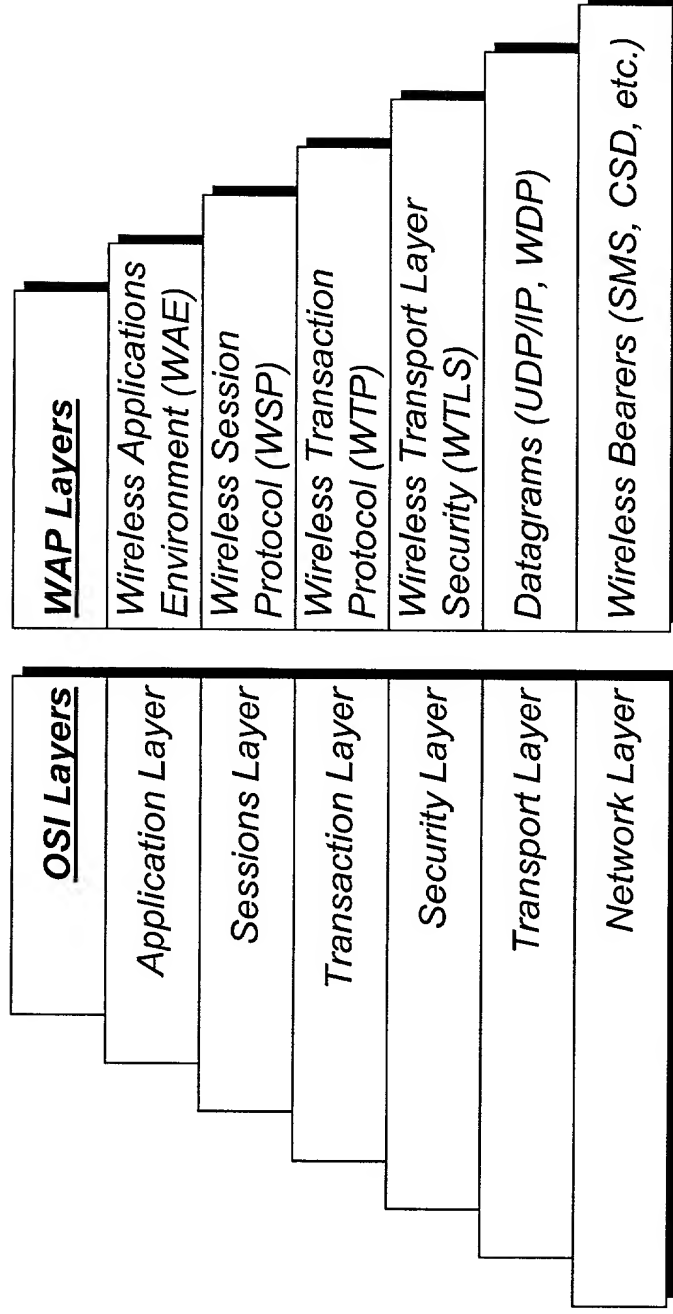 OSI Layers
Application Layer
Sessions Layer
Transaction Layer
Security Layer
Transport Layer
Network Layer
WAP Layers
Wireless Applications
Environment (WAE)
Wireless Session
Protocol (WSP)
Wireless Transaction
Protocol (WTP)
Wireless Transport Layer
Security (WTLS)
Datagrams (UDP/IP, WDP)
Wireless Bearers (SMS, CSD, etc.)